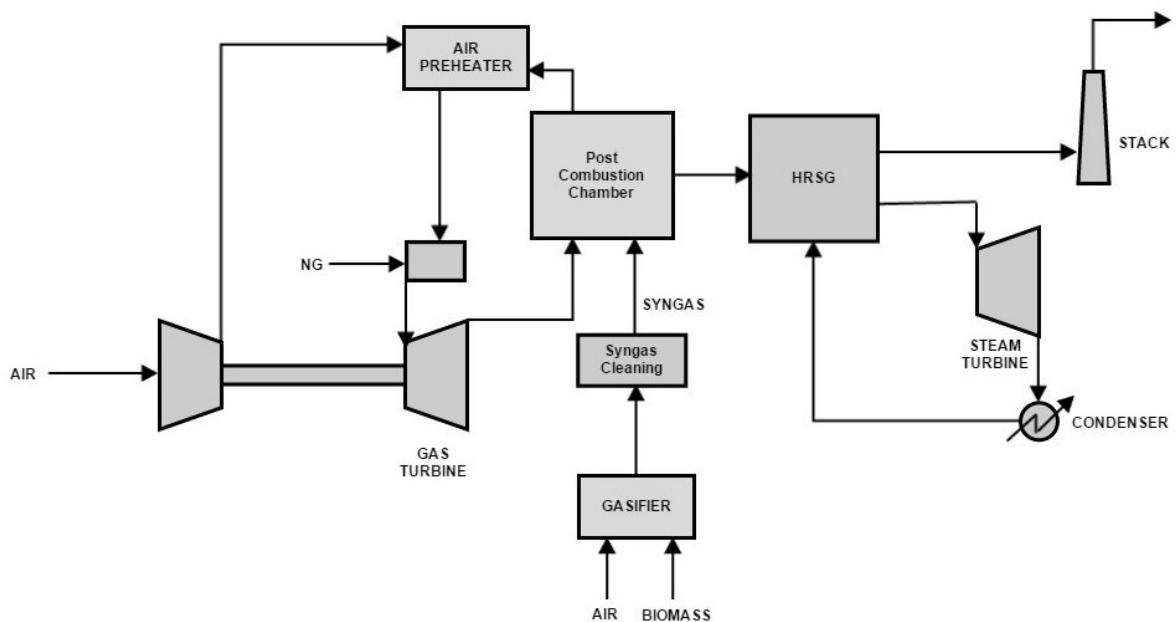 AIR
PREHEATER
Post
Combustion
Chamber
HRSG
STACK
NG
SYNGAS
Syngas
Cleaning
STEAM
TURBINE
AIR
CONDENSER
GAS
TURBINE
GASIFIER
AIR
BIOMASS